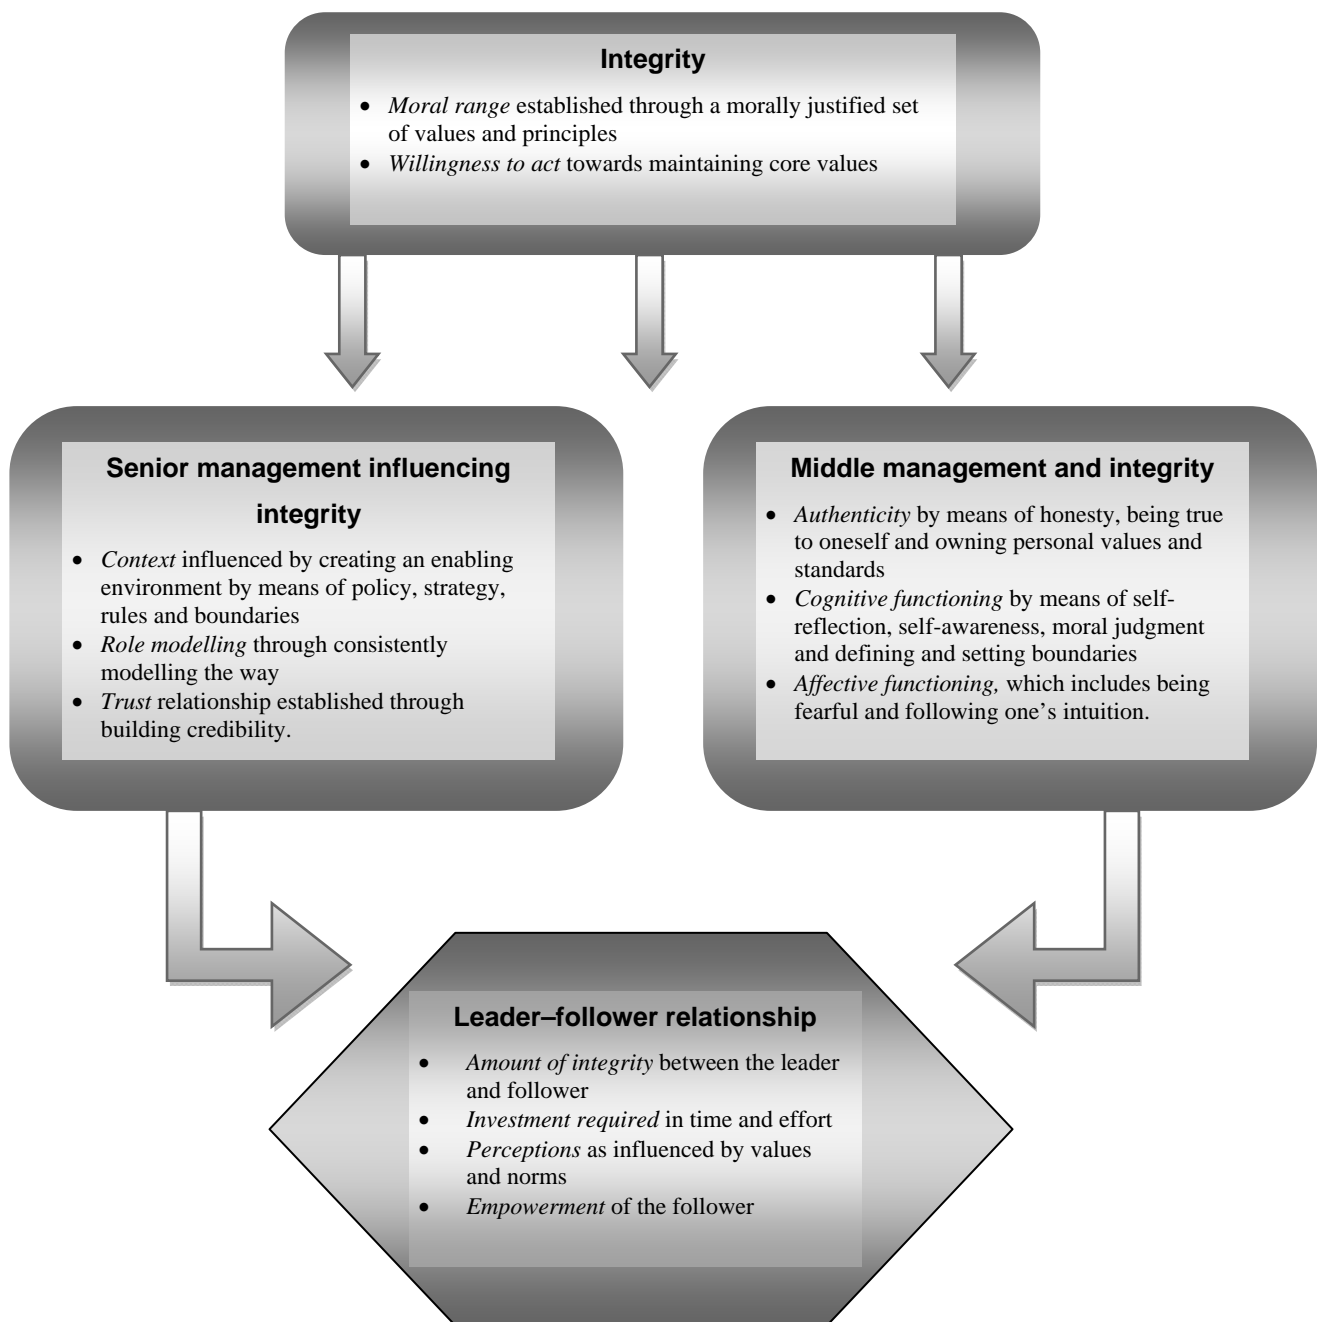 Integrity
• Moral range established through a morally justified set
of values and principles
• Willingness to act towards maintaining core values
Senior management influencing
integrity
• Context influenced by creating an enabling
environment by means of policy, strategy,
rules and boundaries
• Role modelling through consistently
modelling the way
• Trust relationship established through
building credibility.
Middle management and integrity
• Authenticity by means of honesty, being true
to oneself and owning personal values and
standards
• Cognitive functioning by means of self-
reflection, self-awareness, moral judgment
and defining and setting boundaries
• Affective functioning, which includes being
fearful and following one’s intuition.
Leader–follower relationship
• Amount of integrity between the leader
and follower
• Investment required in time and effort
• Perceptions as influenced by values
and norms
• Empowerment of the follower